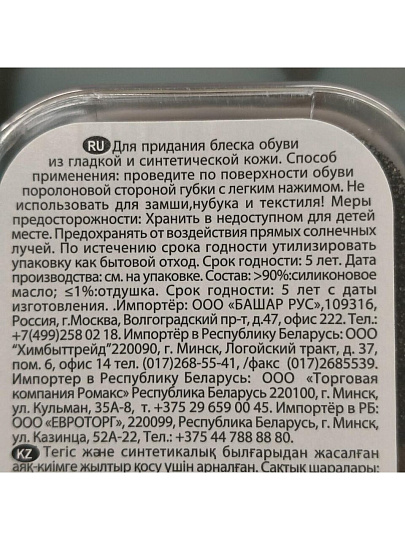 RU Для придания блеска обуви
из гладкой и синтетической кожи. Способ
применения: проведите по поверхности обуви
поролоновой стороной губки с легким нажимом. Не
использовать для замши,нубука и текстиля! Меры
предосторожности: Хранить в недоступном для детей
месте. Предохранять от воздействия прямых солнечных
лучей. По истечению срока годности утилизировать
упаковку как бытовой отход. Срок годности: 5 лет. Дата
производства: см. на упаковке. Состав: >90%:силиконовое
масло; ≤1%:отдушка. Срок годности: 5 лет с даты
изготовления. .Импортёр: ООО «БАШАР РУС»,109316,
Россия, г.Москва, Волгоградский пр-т, д.47, офис 222. Тел.:
+7(499)258 02 18. Импортёр в Республику Беларусь: ООО
"Химбыттрейд"220090, г. Минск, Логойский тракт, д. 37,
пом. 6, офис 14 тел. (017)268-55-41, /факс (017)2685539.
Импортер в Республику Беларусь: ООО «Торговая
компания Ромакс» Республика Беларусь 220100, г. Минск,
ул. Кульман, 35А-8, т. +375 29 659 00 45. Импортёр в РБ:
ООО «ЕВРОТОРГ», 220099, Республика Беларусь, г. Минск,
ул. Казинца, 52А-22, Тел.: +375 44 788 88 80.
KZ Тегіс және синтетикалық былғарыдан жасалған
аяқ-киімге жылтыр қосу үшін арналған. Сақтық шаралары: